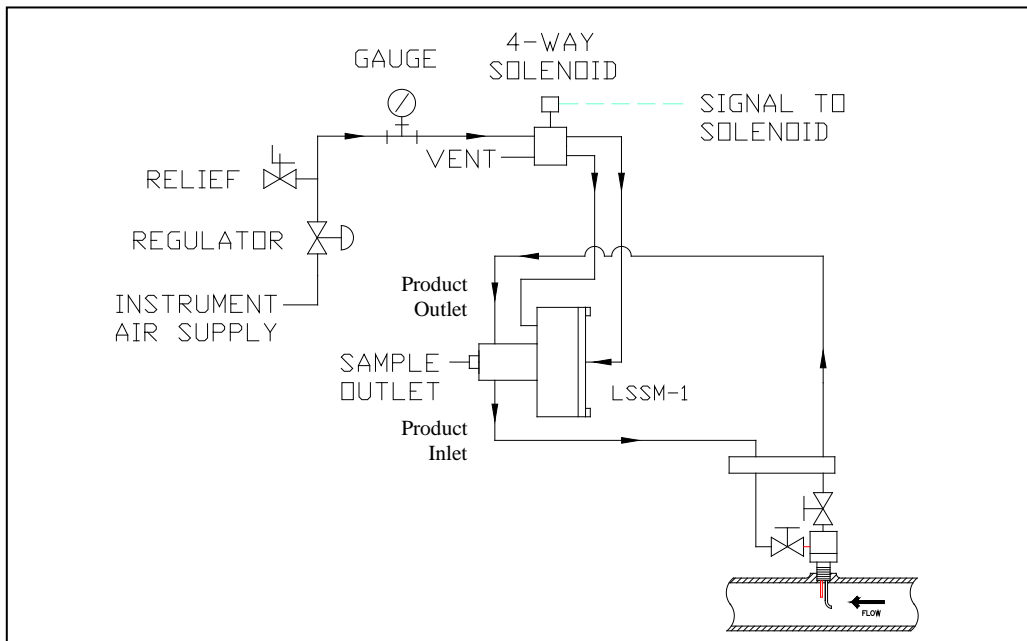 4-WAY
SOLENOID
GAUGE
SIGNAL TO
SOLENOID
VENT
RELIEF
REGULATOR
INSTRUMENT
AIR SUPPLY
Product
Outlet
SAMPLE
OUTLET
LSSM-1
Product
Inlet
FLOW